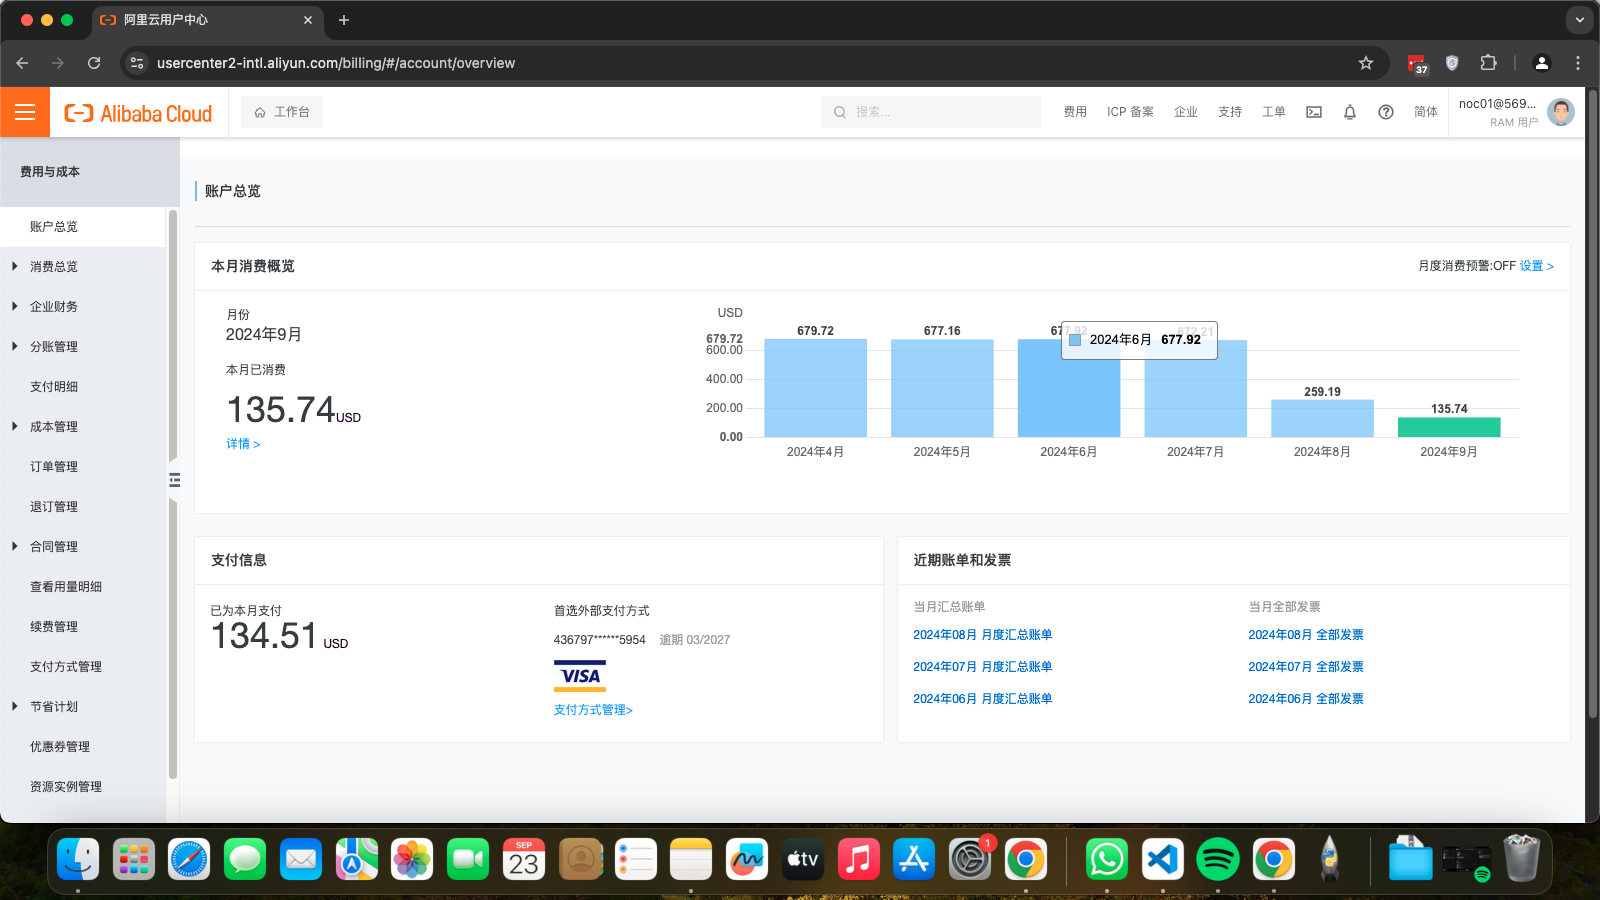 阿里云用户中心
usercenter2-intl.aliyun.com/billing/#/account/overview
37
Alibaba Cloud
工作台
搜索...
费用
ICP 备案
企业
支持
工单
简体
noc01@569...
RAM 用户
费用与成本
账户总览
消费总览
企业财务
分账管理
支付明细
成本管理
订单管理
退订管理
合同管理
查看用量明细
续费管理
支付方式管理
节省计划
优惠券管理
资源实例管理
账户总览
本月消费概览
月度消费预警:OFF 设置 >
月份
2024年9月
本月已消费
135.74USD
详情 >
USD
679.72
600.00
400.00
200.00
0.00
679.72
677.16
677.92
672.21
259.19
135.74
2024年6月 677.92
2024年4月
2024年5月
2024年6月
2024年7月
2024年8月
2024年9月
支付信息
已为本月支付
134.51 USD
首选外部支付方式
436797******5954 逾期 03/2027
VISA
支付方式管理>
近期账单和发票
当月汇总账单
2024年08月 月度汇总账单
2024年07月 月度汇总账单
2024年06月 月度汇总账单
当月全部发票
2024年08月 全部发票
2024年07月 全部发票
2024年06月 全部发票
SEP
23
tv
1